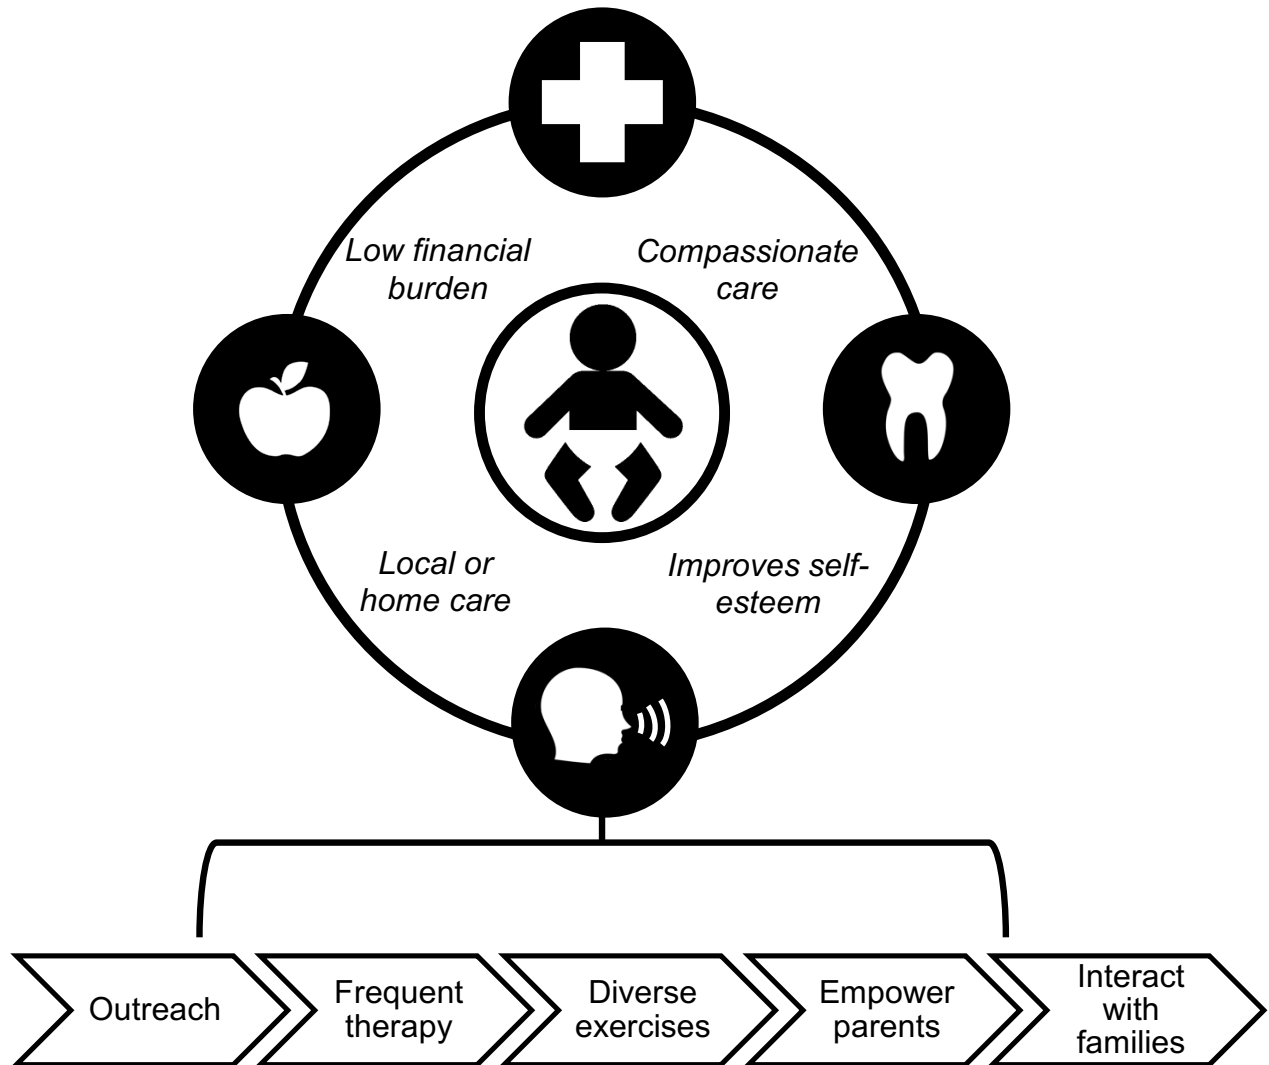 Low financial
burden
Compassionate
care
Local or
home care
Improves self-
esteem
Outreach
Frequent
therapy
Diverse
exercises
Empower
parents
Interact
with
families